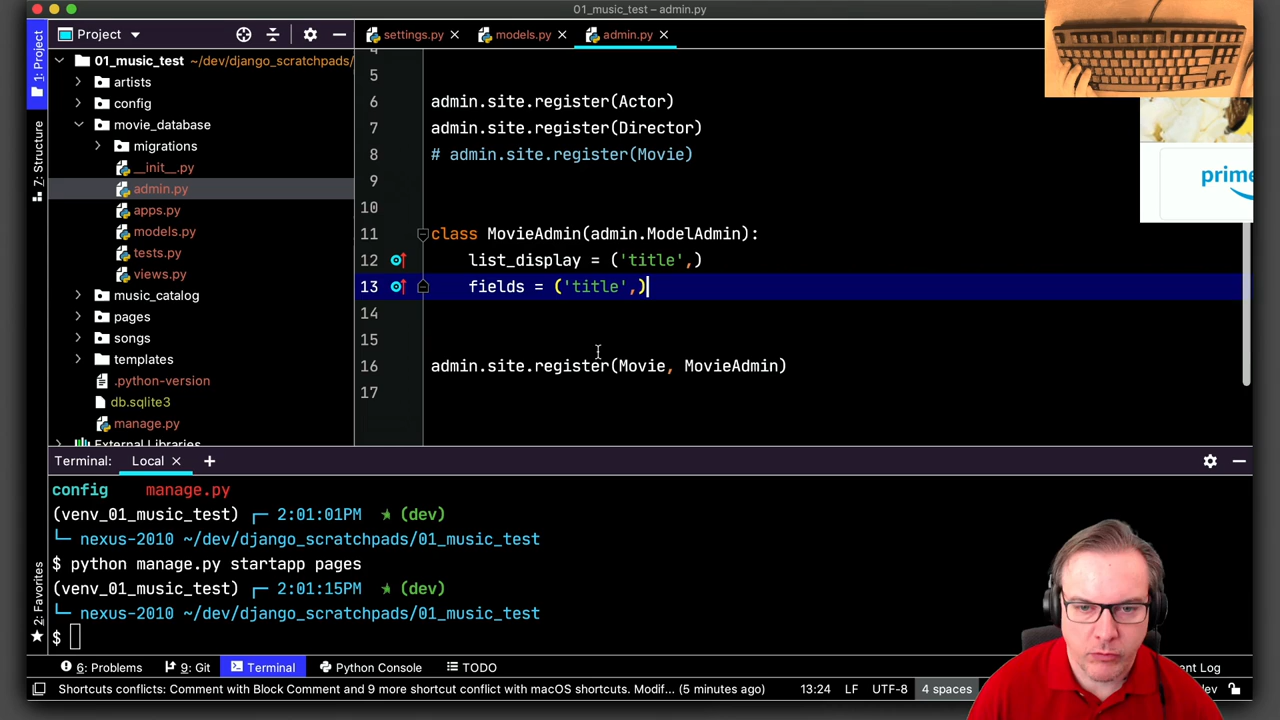 01_music_test – admin.py
Project
settings.py
models.py
admin.py
1: Project
7: Structure
2: Favorites
01_music_test ~/dev/django_scratchpads/
artists
config
movie_database
migrations
__init__.py
admin.py
apps.py
models.py
tests.py
views.py
music_catalog
pages
songs
templates
.python-version
db.sqlite3
manage.py
External Libraries
4
5
6 admin.site.register(Actor)
7 admin.site.register(Director)
8 # admin.site.register(Movie)
9
10
11 class MovieAdmin(admin.ModelAdmin):
12 list_display = ('title',)
13 fields = ('title',)
14
15
16 admin.site.register(Movie, MovieAdmin)
17
prime
Terminal: Local +
config manage.py
(venv_01_music_test) ┌─ 2:01:01PM ★ (dev)
└─ nexus-2010 ~/dev/django_scratchpads/01_music_test
$ python manage.py startapp pages
(venv_01_music_test) ┌─ 2:01:15PM ★ (dev)
└─ nexus-2010 ~/dev/django_scratchpads/01_music_test
$
6: Problems 9: Git Terminal Python Console TODO nt Log
Shortcuts conflicts: Comment with Block Comment and 9 more shortcut conflict with macOS shortcuts. Modif... (5 minutes ago) 13:24 LF UTF-8 4 spaces